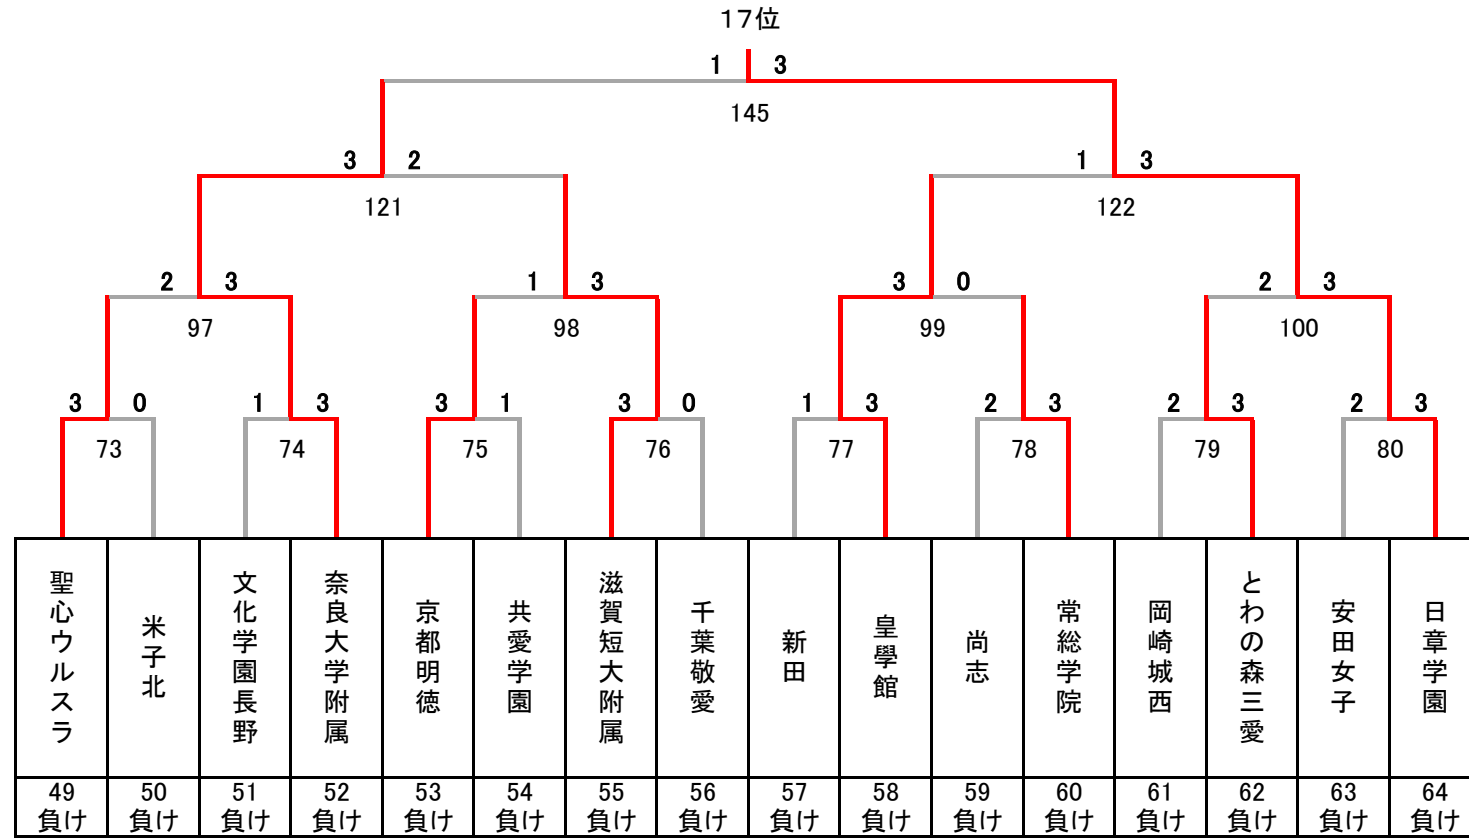 17位
1 3
145
3 2 1 3
121 122
2 3 1 3 3 0 2 3
97 98 99 100
3 0 1 3 3 1 3 0 1 3 2 3 2 3 2 3
73 74 75 76 77 78 79 80
聖心ウルスラ
米子北
文化学園長野
奈良大学附属
京都明徳
共愛学園
滋賀短大附属
千葉敬愛
新田
皇學館
尚志
常総学院
岡崎城西
とわの森三愛
安田女子
日章学園
49 50 51 52 53 54 55 56 57 58 59 60 61 62 63 64
負け 負け 負け 負け 負け 負け 負け 負け 負け 負け 負け 負け 負け 負け 負け 負け